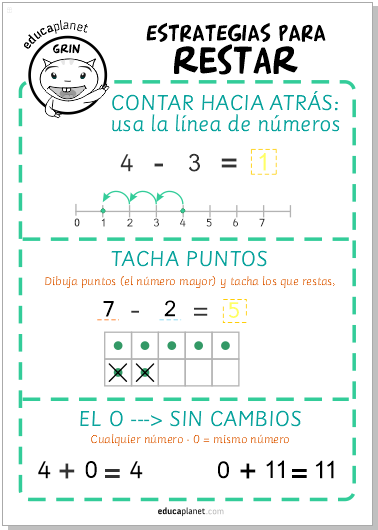 educaplanet
GRIN
ESTRATEGIAS PARA
RESTAR
CONTAR HACIA ATRÁS:
usa la línea de números
4 - 3 = 1
0 1 2 3 4 5 6 7
TACHA PUNTOS
Dibuja puntos (el número mayor) y tacha los que restas.
7 - 2 = 5
EL 0 ---> SIN CAMBIOS
Cualquier número - 0 = mismo número
4 + 0 = 4 0 + 11 = 11
educaplanet.com